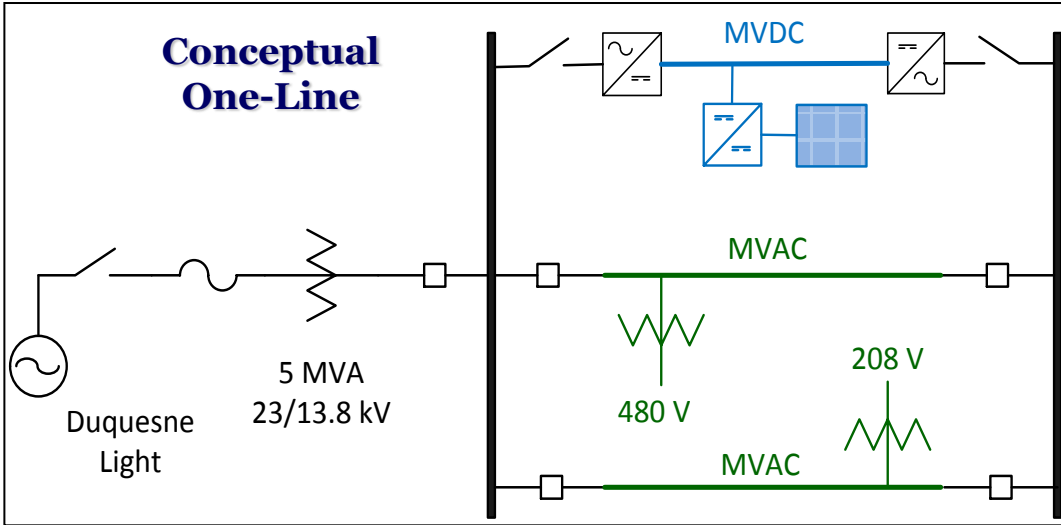 Conceptual
One-Line
MVDC
MVAC
5 MVA
23/13.8 kV
Duquesne
Light
480 V
208 V
MVAC